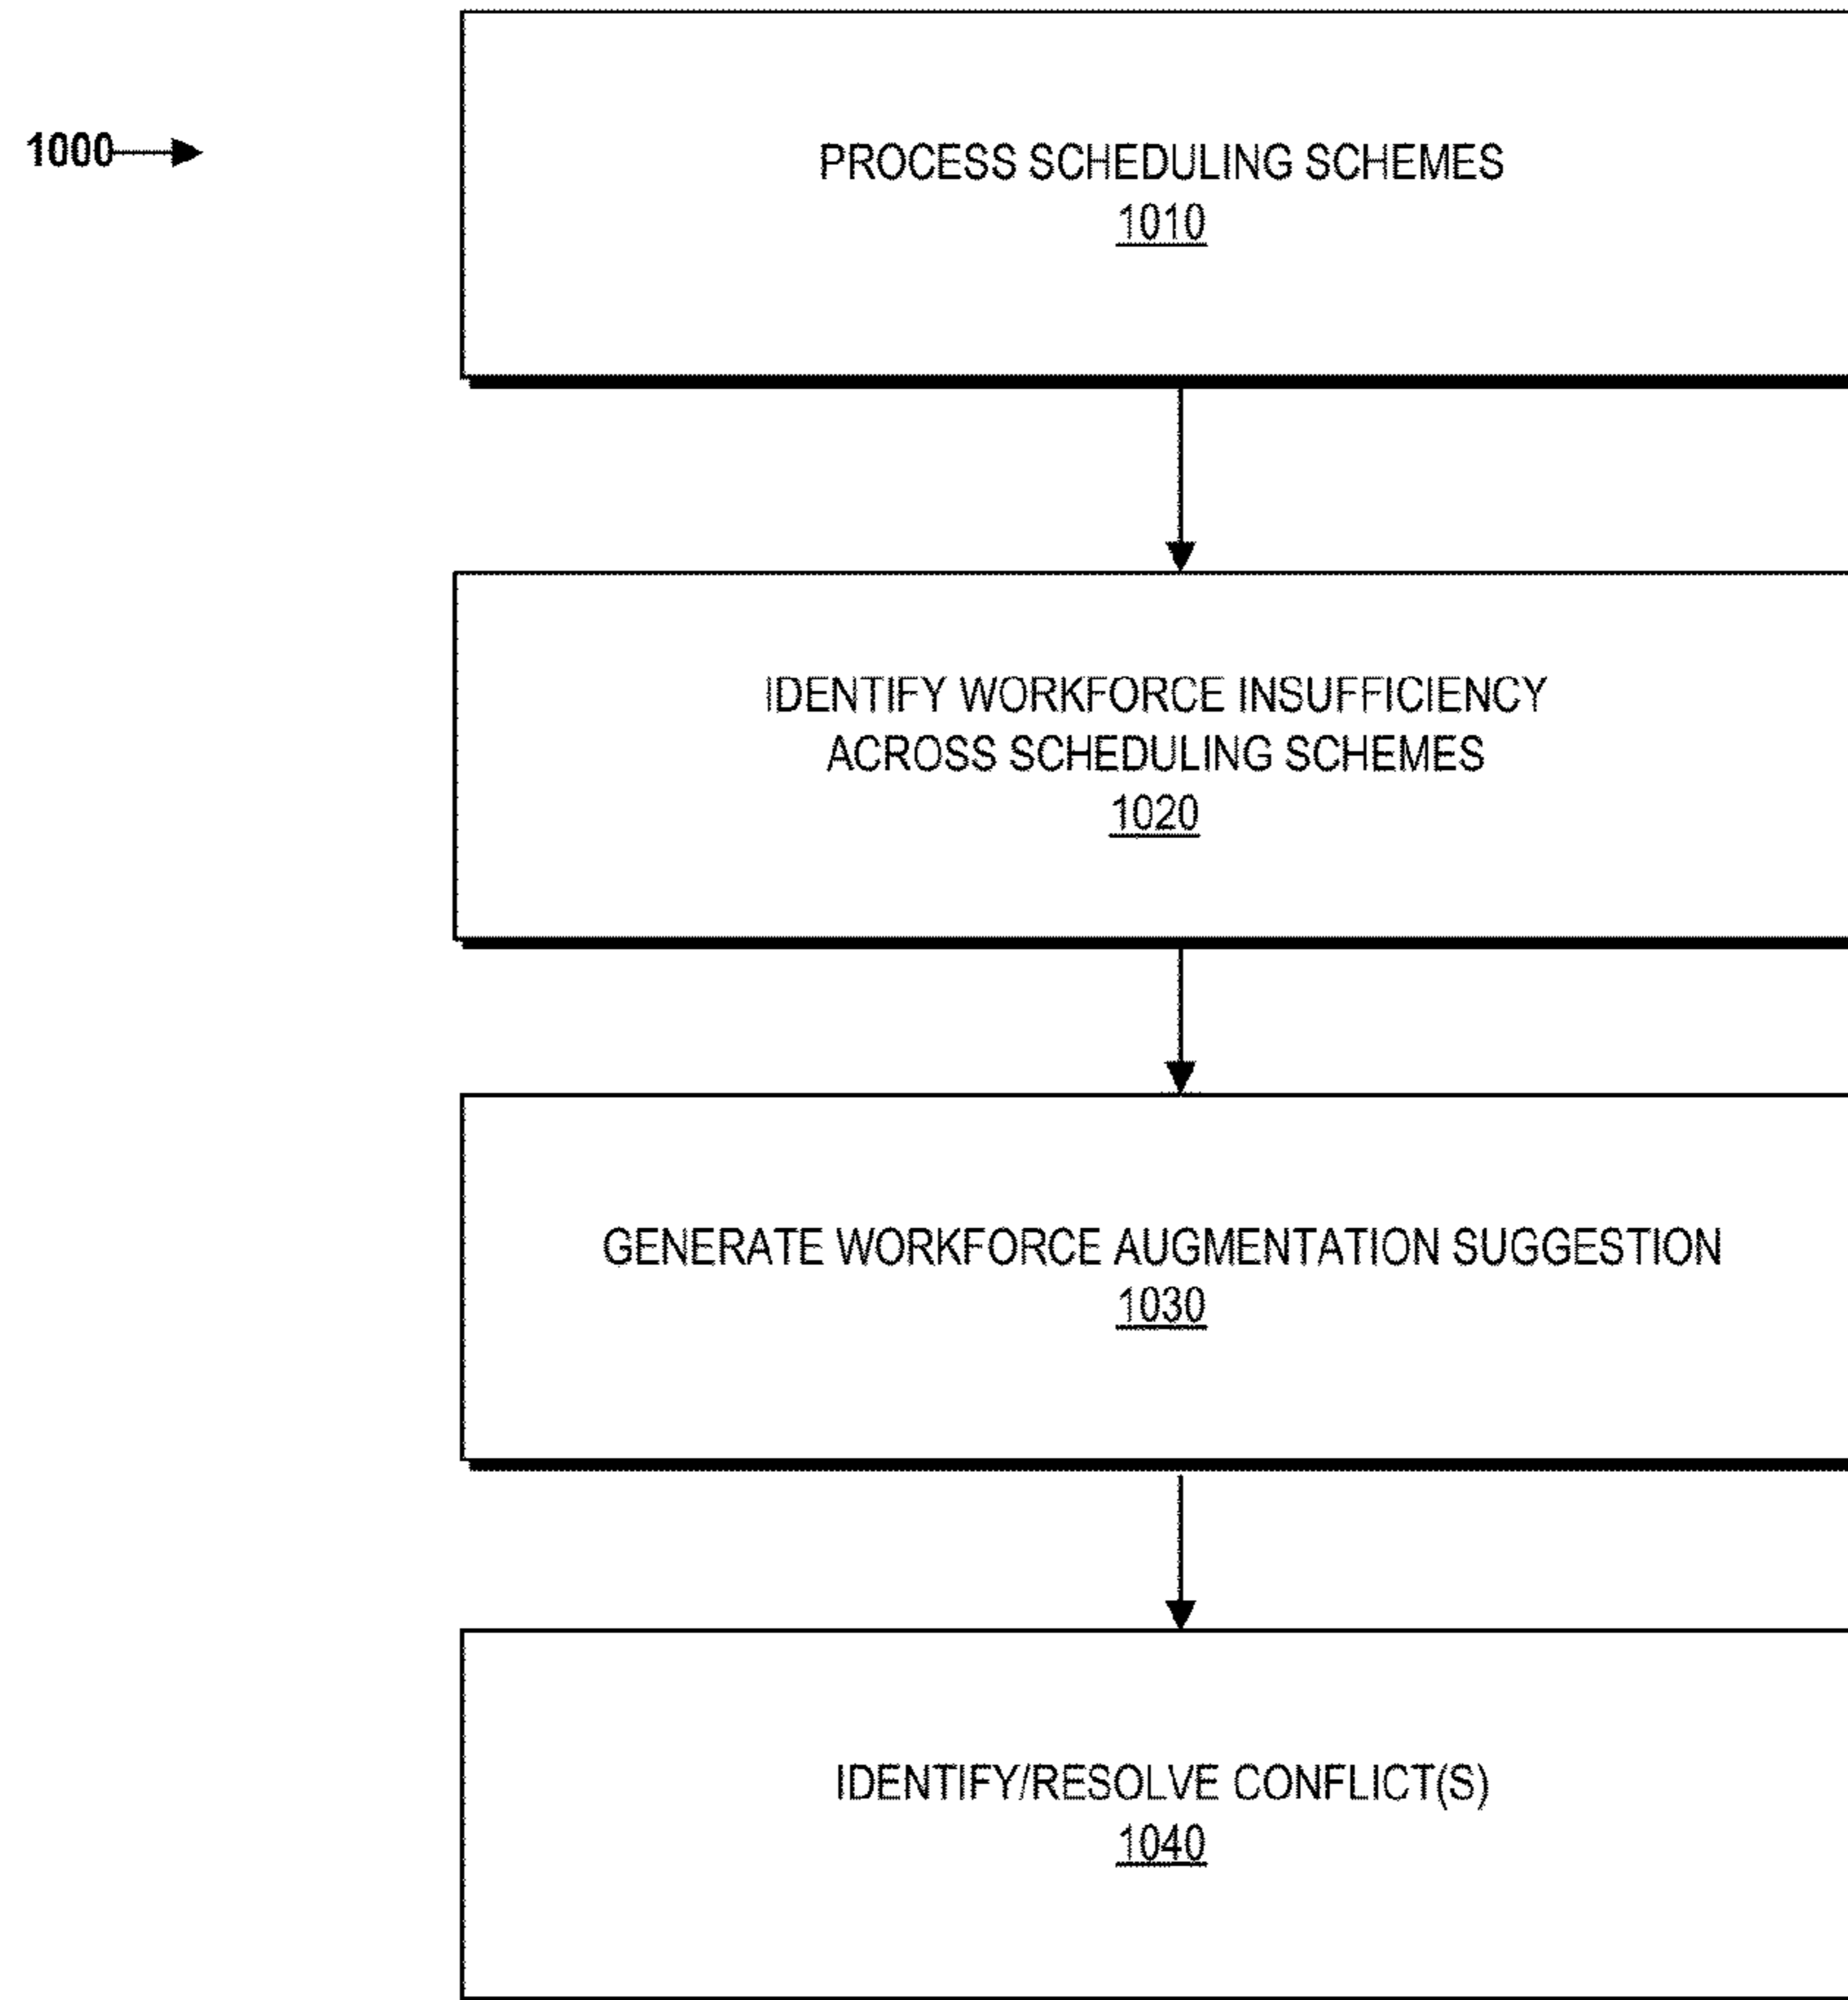 1000
PROCESS SCHEDULING SCHEMES
1010
IDENTIFY WORKFORCE INSUFFICIENCY
ACROSS SCHEDULING SCHEMES
1020
GENERATE WORKFORCE AUGMENTATION SUGGESTION
1030
IDENTIFY/RESOLVE CONFLICT(S)
1040